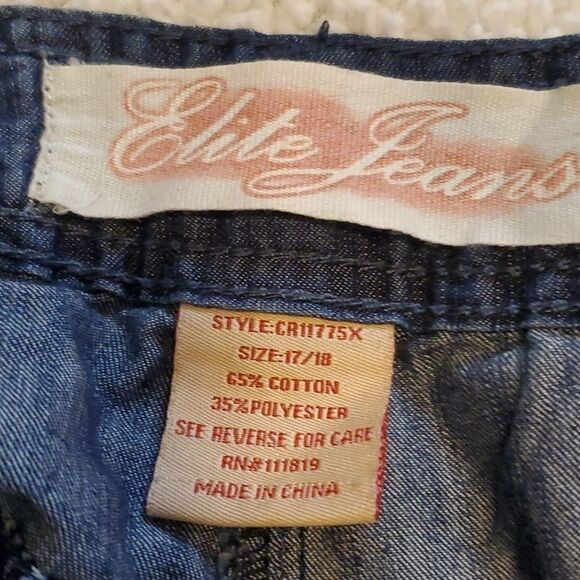 Elite Jeans
STYLE:CR11775X
SIZE:17/18
65% COTTON
35%POLYESTER
SEE REVERSE FOR CARE
RN#111819
MADE IN CHINA